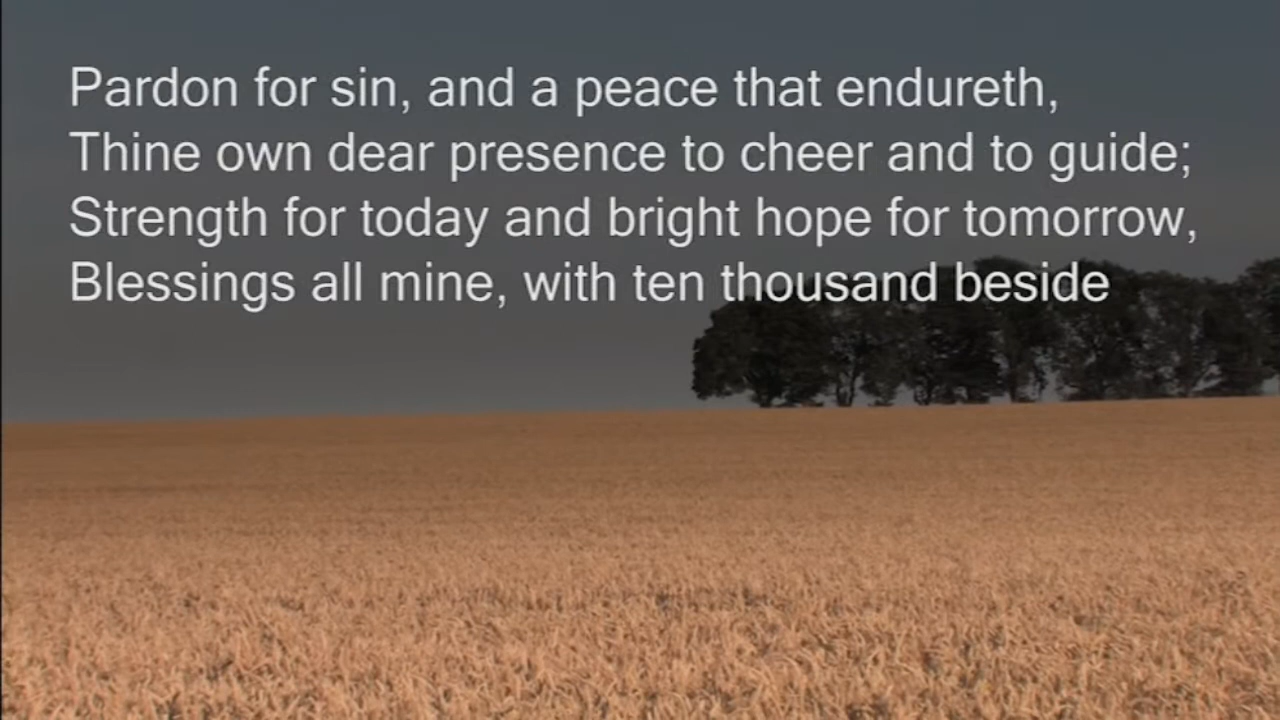 Pardon for sin, and a peace that endureth,
Thine own dear presence to cheer and to guide;
Strength for today and bright hope for tomorrow,
Blessings all mine, with ten thousand beside